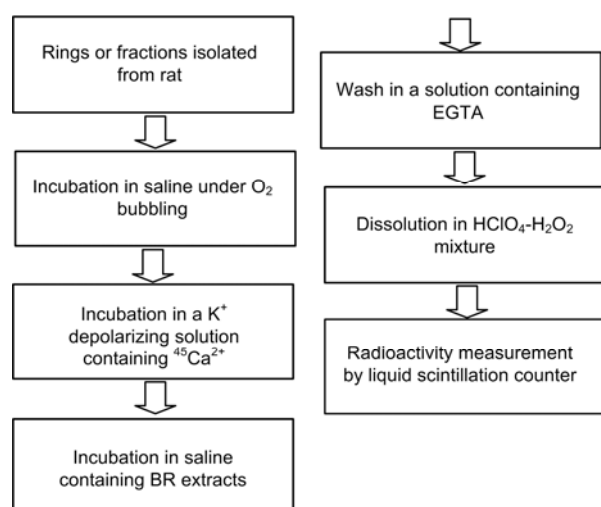 Rings or fractions isolated
from rat
Incubation in saline under O₂
bubbling
Incubation in a K⁺
depolarizing solution
containing ⁴⁵Ca²⁺
Incubation in saline
containing BR extracts
Wash in a solution containing
EGTA
Dissolution in HClO₄-H₂O₂
mixture
Radioactivity measurement
by liquid scintillation counter